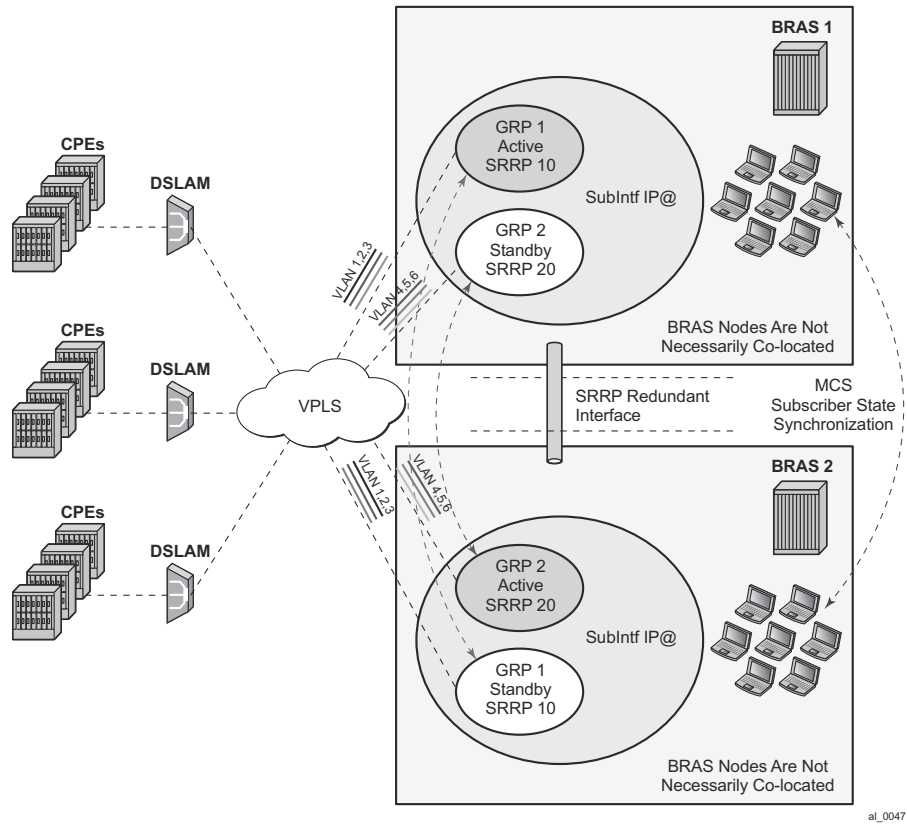 BRAS 1
GRP 1
Active
SRRP 10
SubIntf IP@
GRP 2
Standby
SRRP 20
BRAS Nodes Are Not
Necessarily Co-located
CPEs
DSLAM
VLAN 1,2,3
VLAN 4,5,6
CPEs
DSLAM
VPLS
SRRP Redundant
Interface
MCS
Subscriber State
Synchronization
VLAN 1,2,3
VLAN 4,5,6
BRAS 2
CPEs
DSLAM
GRP 2
Active
SRRP 20
SubIntf IP@
GRP 1
Standby
SRRP 10
BRAS Nodes Are Not
Necessarily Co-located
al_0047